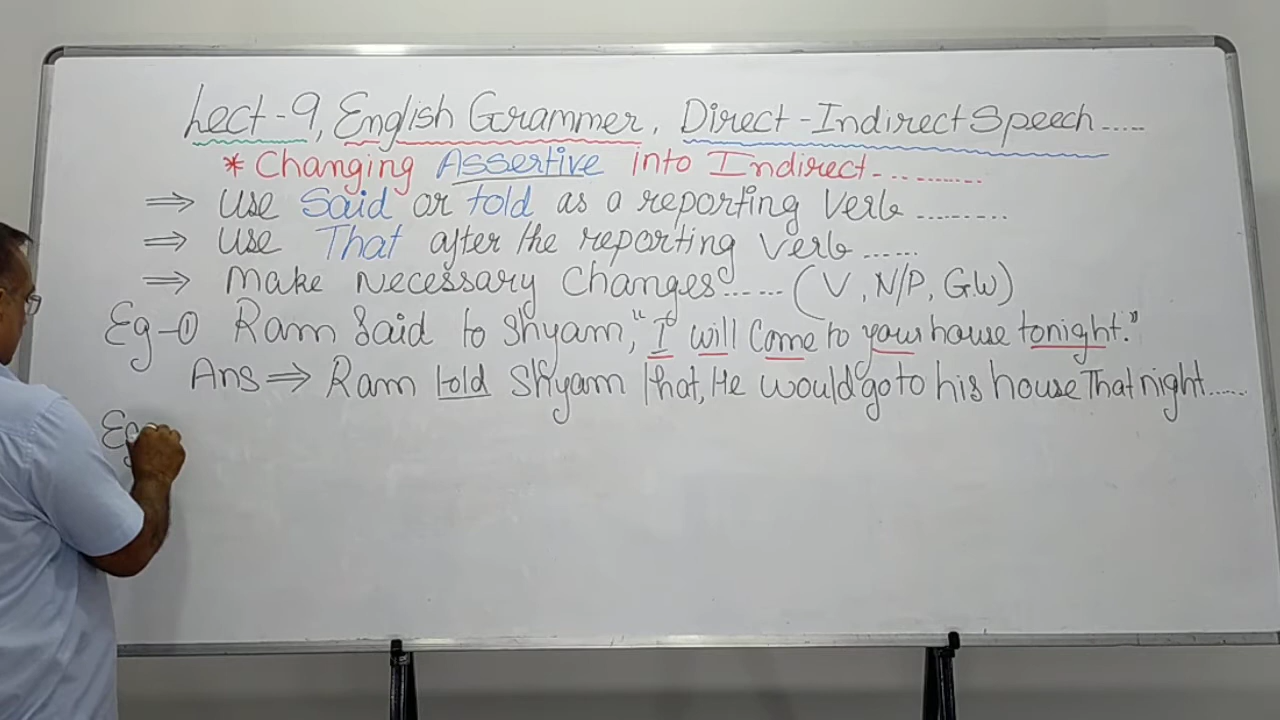 Lect-9, English Grammer, Direct-Indirect Speech.....
* Changing Assertive into Indirect...........
⇒ Use Said or told as a reporting Verb .........
⇒ Use That after the reporting Verb ......
⇒ Make Necessary Changes...... (V, N/P, G.W)
Eg-① Ram Said to Shyam, "I will Come to your house tonight."
Ans ⇒ Ram told Shyam That, He would go to his house That night......
Eg